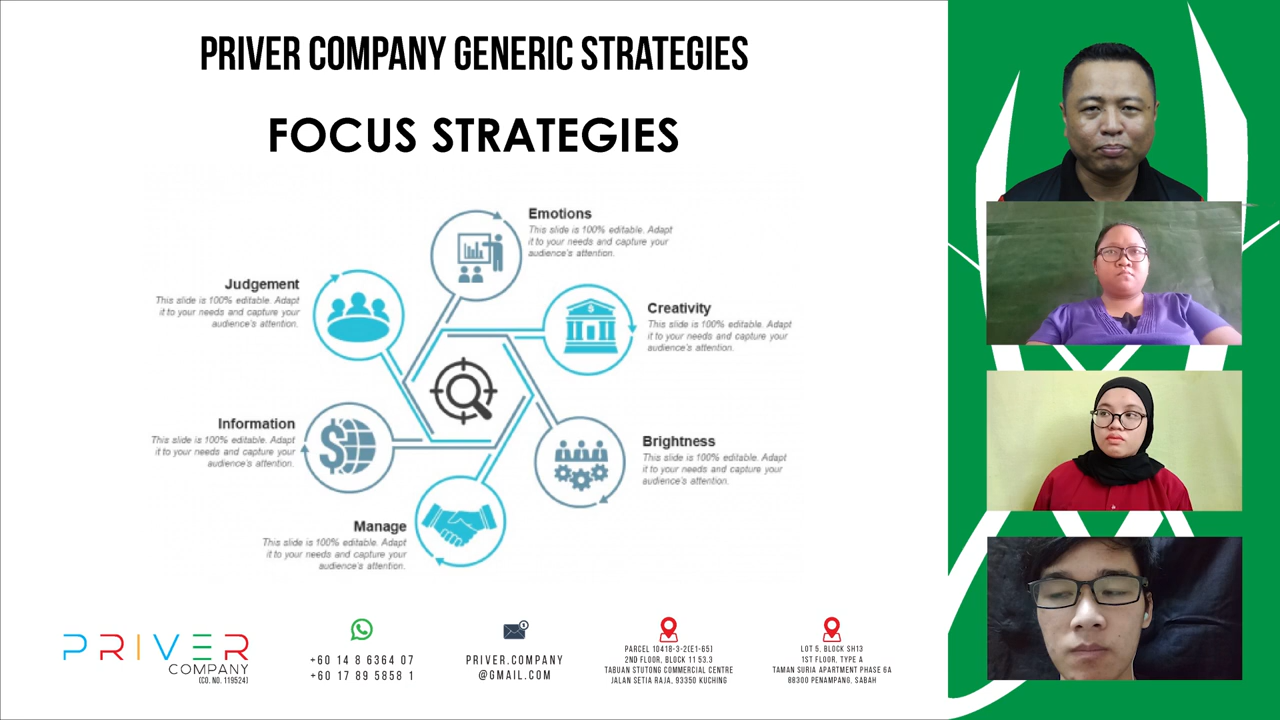 PRIVER COMPANY GENERIC STRATEGIES
FOCUS STRATEGIES
Emotions
This slide is 100% editable. Adapt
it to your needs and capture your
audience's attention.
Judgement
This slide is 100% editable. Adapt
it to your needs and capture your
audience's attention.
Creativity
This slide is 100% editable. Adapt
it to your needs and capture your
audience's attention.
Information
This slide is 100% editable. Adapt
it to your needs and capture your
audience's attention.
Brightness
This slide is 100% editable. Adapt
it to your needs and capture your
audience's attention.
Manage
This slide is 100% editable. Adapt
it to your needs and capture your
audience's attention.
PRIVER
COMPANY
(CO. NO. 119524)
+60 14 8 6364 07
+60 17 89 5858 1
PRIVER.COMPANY
@GMAIL.COM
PARCEL 10418-3-2(E1-65)
2ND FLOOR, BLOCK 11 53.3
TABUAN STUTONG COMMERCIAL CENTRE
JALAN SETIA RAJA, 93350 KUCHING
LOT 5, BLOCK SH13
1ST FLOOR, TYPE A
TAMAN SURIA APARTMENT PHASE 6A
88300 PENAMPANG, SABAH